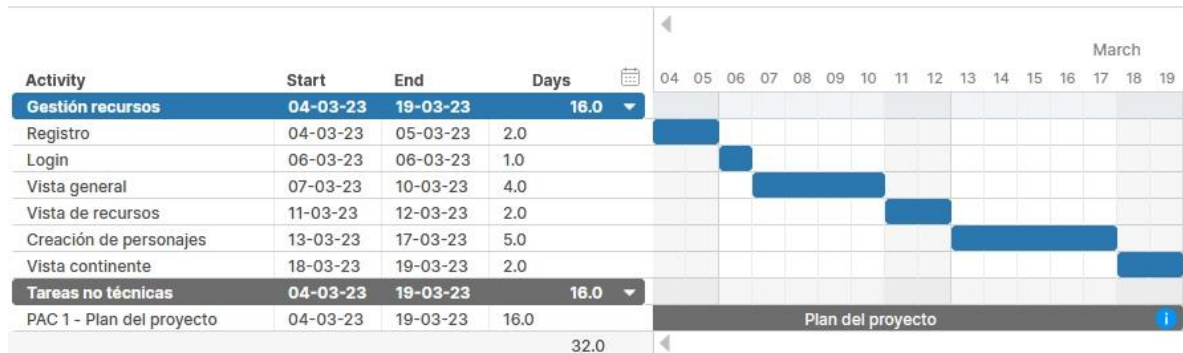 March
Activity Start End Days 04 05 06 07 08 09 10 11 12 13 14 15 16 17 18 19
Gestión recursos 04-03-23 19-03-23 16.0
Registro 04-03-23 05-03-23 2.0
Login 06-03-23 06-03-23 1.0
Vista general 07-03-23 10-03-23 4.0
Vista de recursos 11-03-23 12-03-23 2.0
Creación de personajes 13-03-23 17-03-23 5.0
Vista continente 18-03-23 19-03-23 2.0
Tareas no técnicas 04-03-23 19-03-23 16.0
PAC 1 - Plan del proyecto 04-03-23 19-03-23 16.0 Plan del proyecto i
32.0